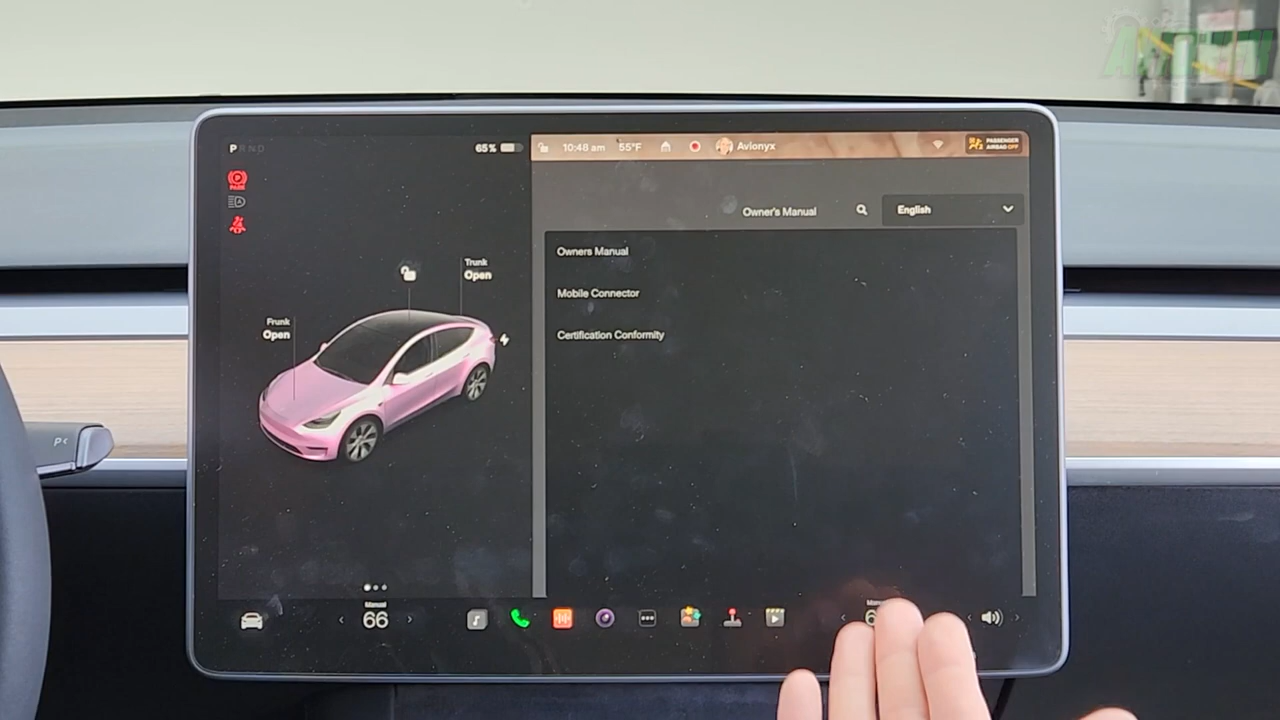 PRND
65%
10:48 am
55°F
Avionyx
PASSENGER
AIRBAG OFF
PARK
Owner's Manual
English
Owners Manual
Mobile Connector
Certification Conformity
Trunk
Open
Frunk
Open
Manual
66
P<